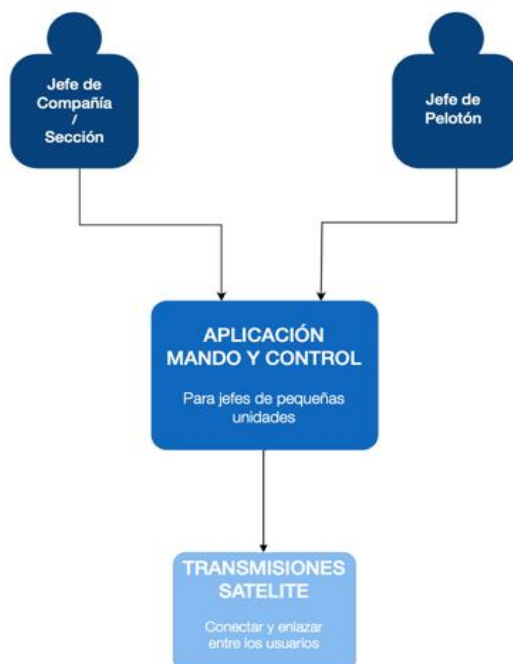 Jefe de
Compañía
/
Sección
Jefe de
Pelotón
APLICACIÓN
MANDO Y CONTROL
Para jefes de pequeñas
unidades
TRANSMISIONES
SATELITE
Conectar y enlazar
entre los usuarios